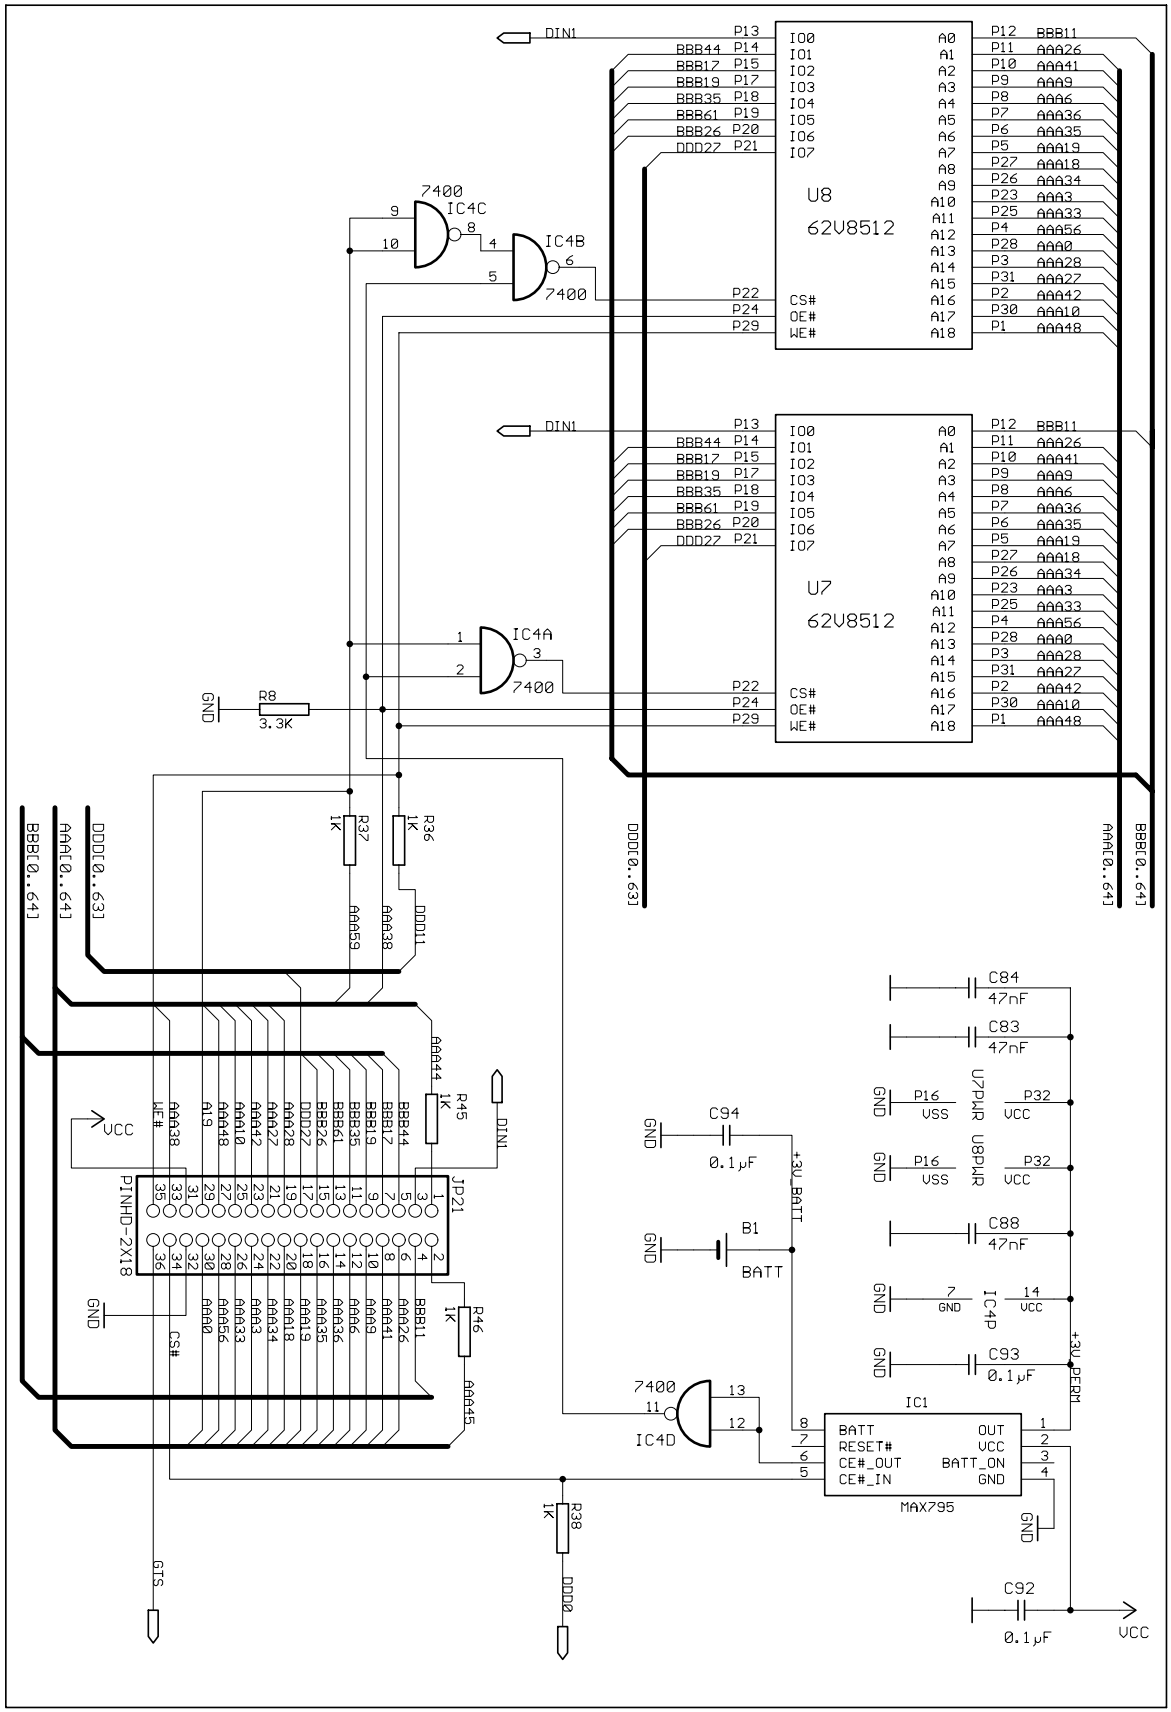 DIN1 P13 IO0 A0 P12 BBB11
BBB44 P14 IO1 A1 P11 AAA26
BBB17 P15 IO2 A2 P10 AAA41
BBB19 P17 IO3 A3 P9 AAA9
BBB35 P18 IO4 A4 P8 AAA6
BBB61 P19 IO5 A5 P7 AAA36
BBB26 P20 IO6 A6 P6 AAA35
DDD27 P21 IO7 A7 P5 AAA19
A8 P27 AAA18
A9 P26 AAA34
U8 A10 P23 AAA3
A11 P25 AAA33
62V8512 A12 P4 AAA56
A13 P28 AAA0
A14 P3 AAA28
A15 P31 AAA27
P22 CS# A16 P2 AAA42
P24 OE# A17 P30 AAA10
P29 WE# A18 P1 AAA48
7400
IC4C
9
10
8
4
5
IC4B
6
7400
DIN1 P13 IO0 A0 P12 BBB11
BBB44 P14 IO1 A1 P11 AAA26
BBB17 P15 IO2 A2 P10 AAA41
BBB19 P17 IO3 A3 P9 AAA9
BBB35 P18 IO4 A4 P8 AAA6
BBB61 P19 IO5 A5 P7 AAA36
BBB26 P20 IO6 A6 P6 AAA35
DDD27 P21 IO7 A7 P5 AAA19
A8 P27 AAA18
A9 P26 AAA34
U7 A10 P23 AAA3
A11 P25 AAA33
62V8512 A12 P4 AAA56
A13 P28 AAA0
A14 P3 AAA28
A15 P31 AAA27
P22 CS# A16 P2 AAA42
P24 OE# A17 P30 AAA10
P29 WE# A18 P1 AAA48
1
2
IC4A
3
7400
GND
R8
3.3K
R37
1K
R36
1K
BBB[0..64]
AAA[0..64]
DDD[0..63]
DDD[0..63]
AAA[0..64]
BBB[0..64]
AAA59
AAA38
DDD11
AAA44
R45
1K
DIN1
VCC
WE#
AAA38
A19
AAA48
AAA10
AAA42
AAA27
AAA28
DDD27
BBB26
BBB61
BBB35
BBB19
BBB17
BBB44
JP21
PINHD-2X18
35 33 31 29 27 25 23 21 19 17 15 13 11 9 7 5 3 1
36 34 32 30 28 26 24 22 20 18 16 14 12 10 8 6 4 2
GND
CS#
AAA0
AAA56
AAA33
AAA3
AAA34
AAA18
AAA19
AAA35
AAA36
AAA6
AAA9
AAA41
AAA26
BBB11
R46
1K
AAA45
GTS
C84
47nF
C83
47nF
GND P16 VSS U7PWR P32 VCC
GND P16 VSS U8PWR P32 VCC
C88
47nF
GND 7 GND IC4P 14 VCC
GND C93
0.1µF
+3V_PERM
GND C94
0.1µF
+3V_BATT
GND B1
BATT
7400
13
12
11
IC4D
IC1
8 BATT OUT 1
7 RESET# VCC 2
6 CE#_OUT BATT_ON 3
5 CE#_IN GND 4
MAX795
GND
R38
1K
DDD0
C92
0.1µF
VCC